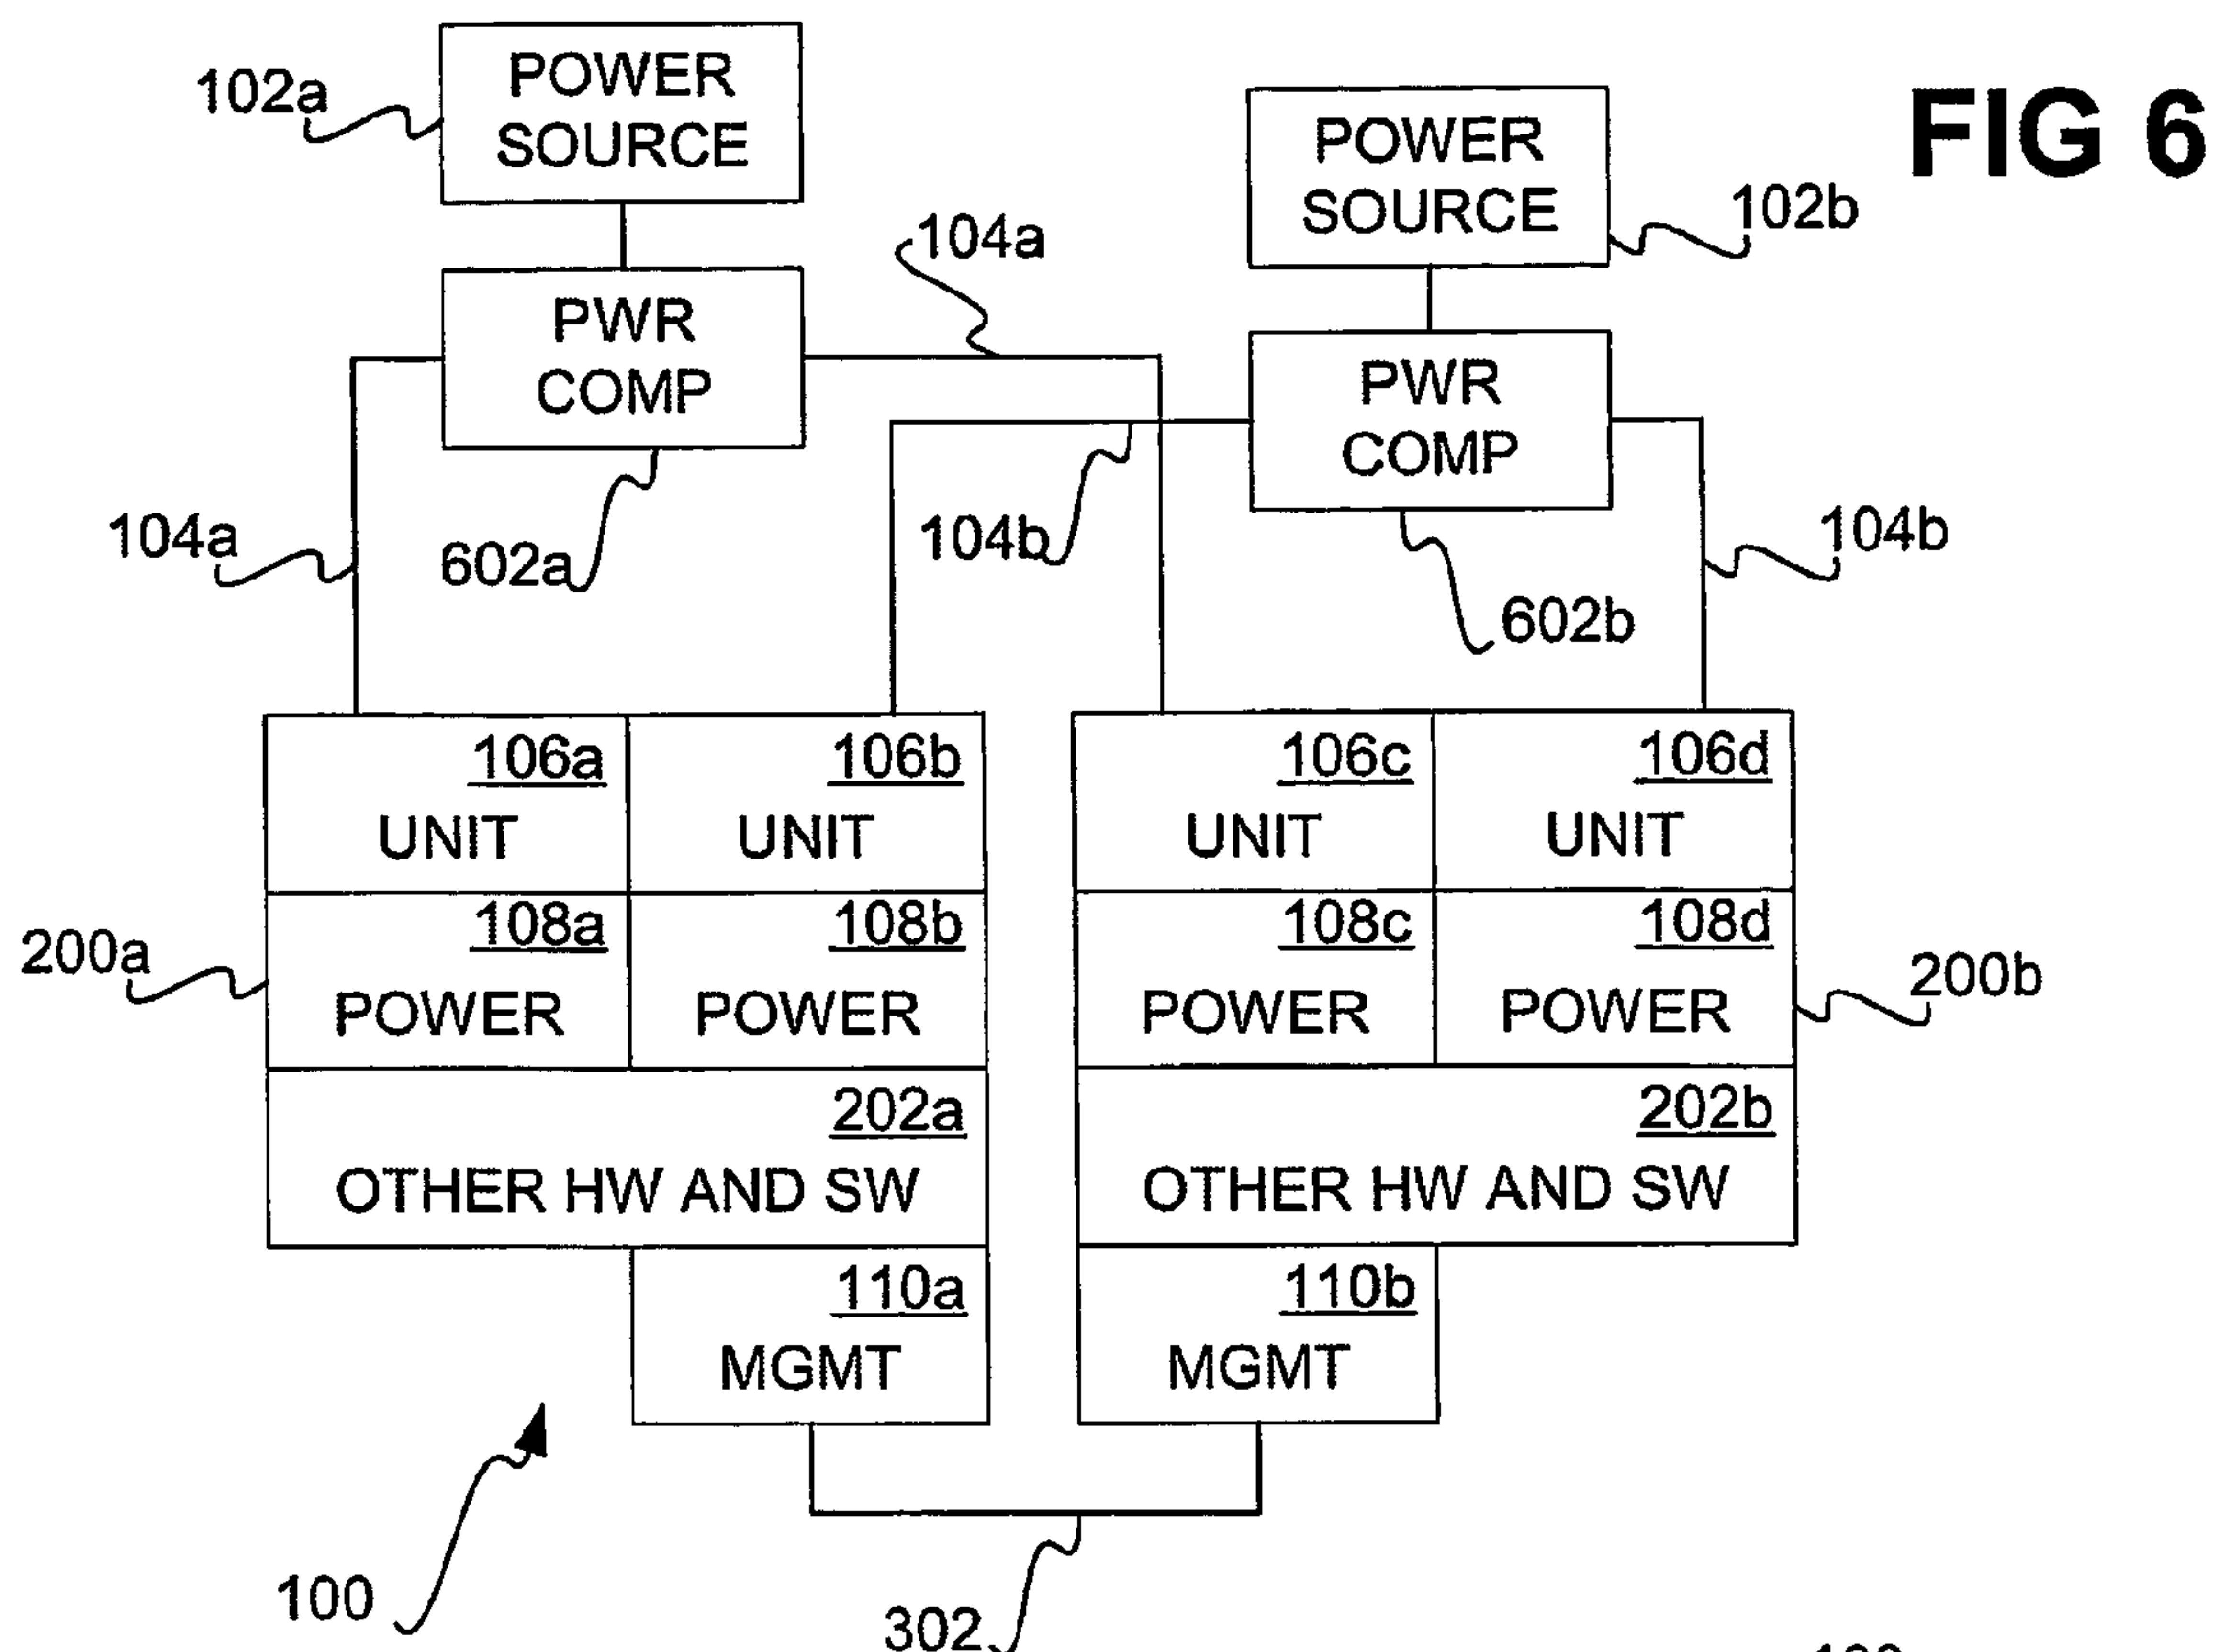 FIG 6
102a
POWER
SOURCE
POWER
SOURCE
102b
104a
PWR
COMP
PWR
COMP
104a
602a
104b
104b
602b
106a
UNIT
106b
UNIT
106c
UNIT
106d
UNIT
200a
108a
POWER
108b
POWER
108c
POWER
108d
POWER
200b
202a
OTHER HW AND SW
202b
OTHER HW AND SW
110a
MGMT
110b
MGMT
100
302